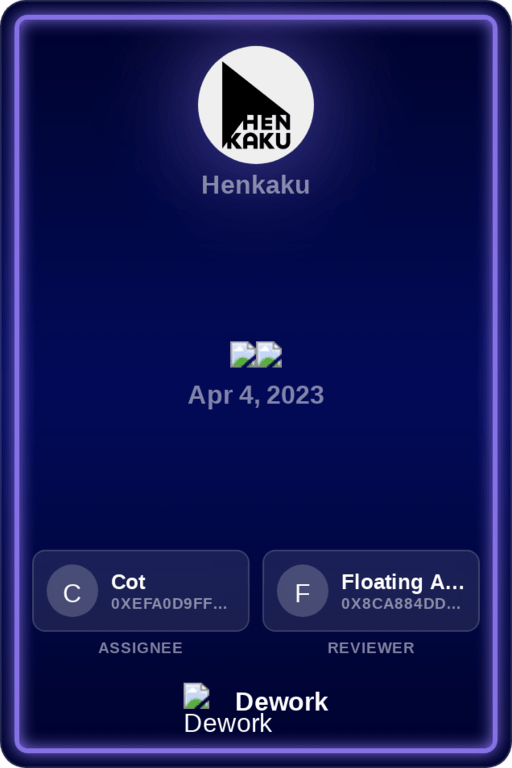 HEN
KAKU
Henkaku
Apr 4, 2023
C
Cot
0XEFA0D9FF...
F
Floating A...
0X8CA884DD...
ASSIGNEE
REVIEWER
Dework
Dework